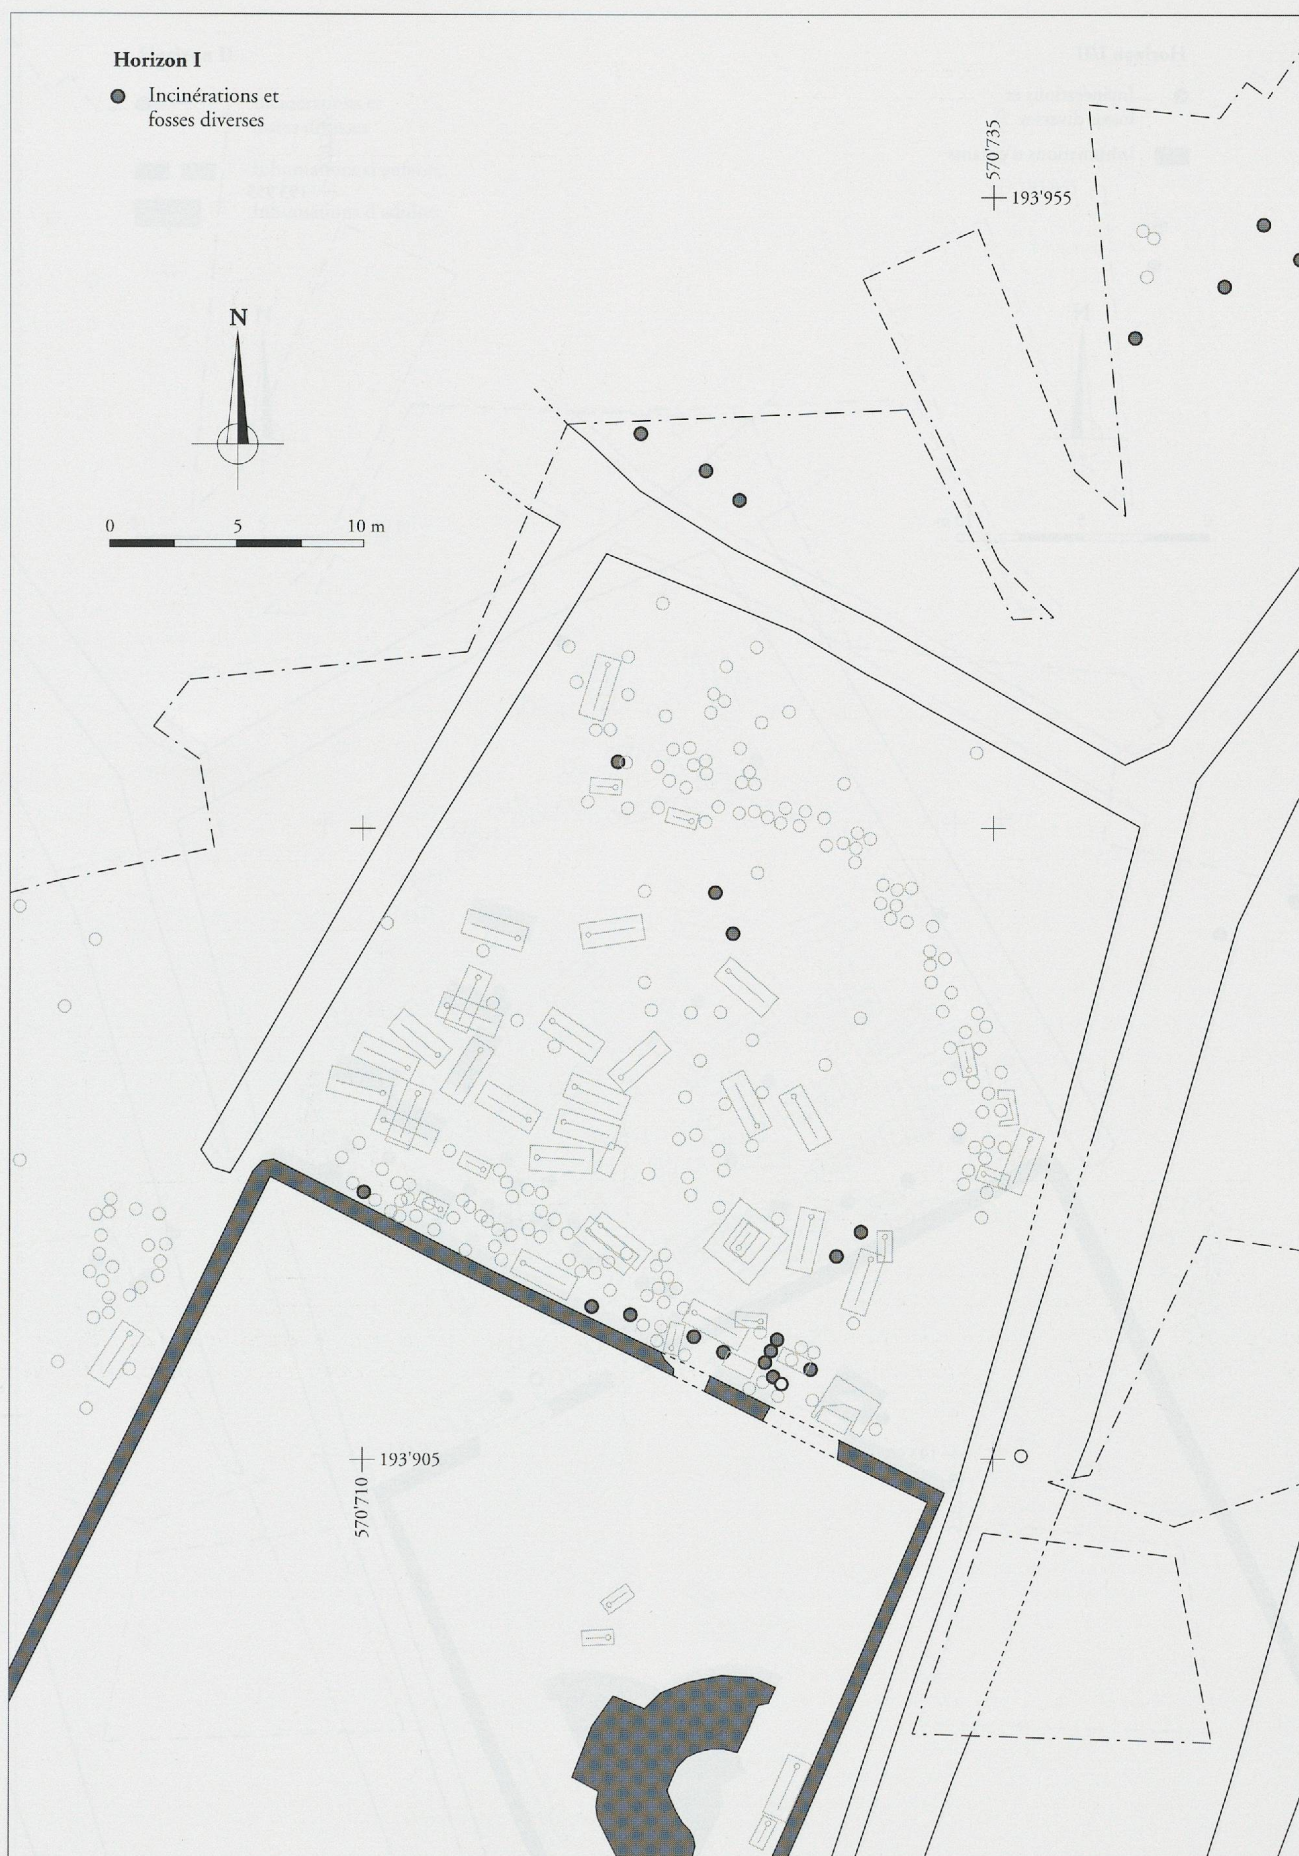 Horizon I
Incinérations et
fosses diverses
570'735
193'955
N
0 5 10 m
193'905
570'710